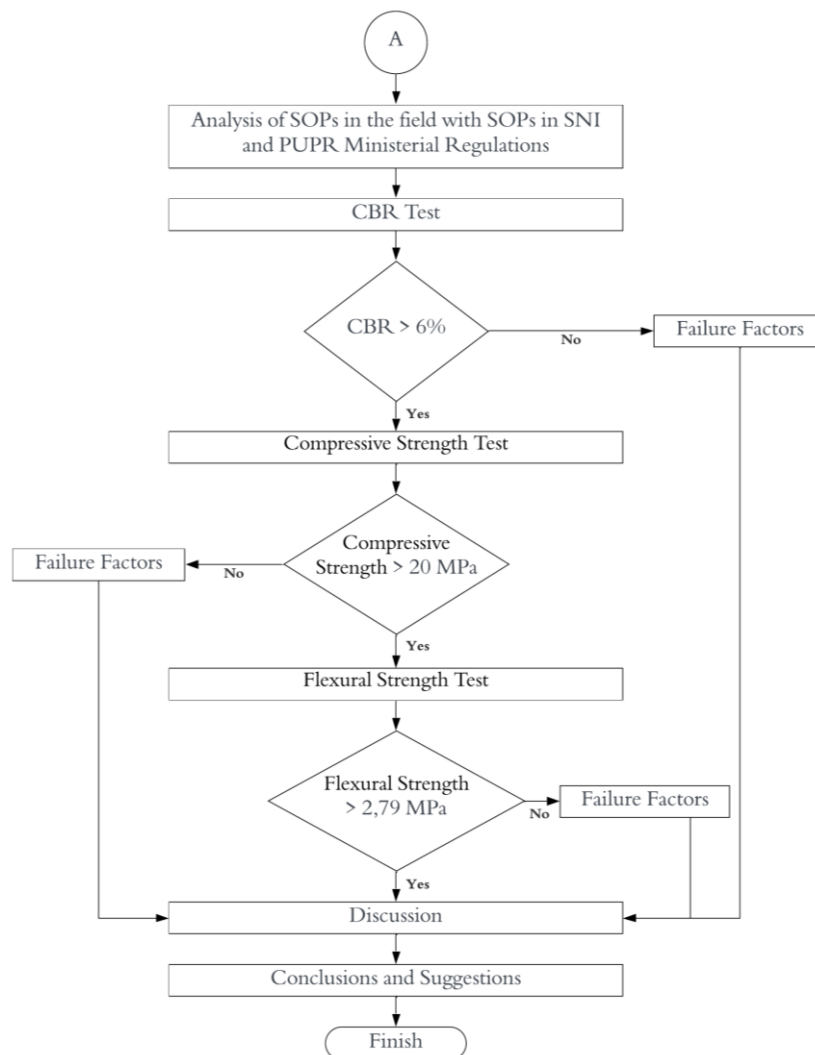 A
Analysis of SOPs in the field with SOPs in SNI
and PUPR Ministerial Regulations
CBR Test
CBR > 6%
No
Failure Factors
Yes
Compressive Strength Test
Compressive
Strength > 20 MPa
No
Failure Factors
Yes
Flexural Strength Test
Flexural Strength
> 2,79 MPa
No
Failure Factors
Yes
Discussion
Conclusions and Suggestions
Finish